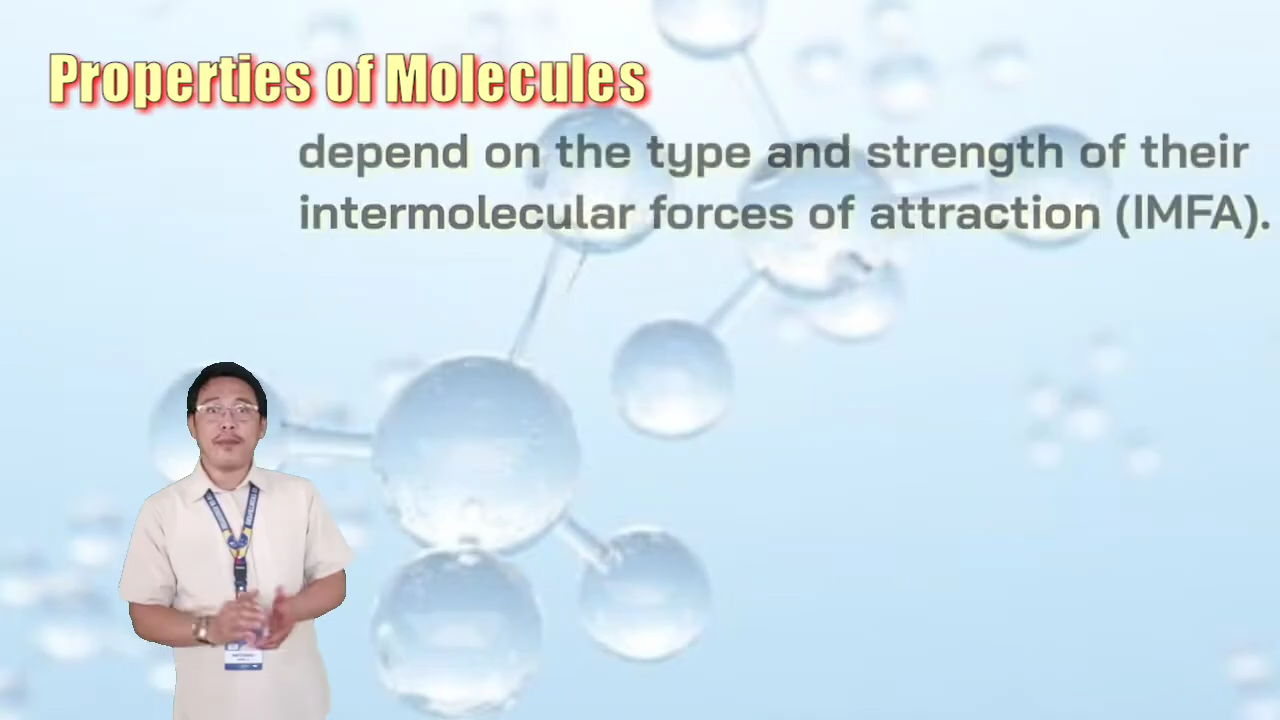 Properties of Molecules
depend on the type and strength of their
intermolecular forces of attraction (IMFA).